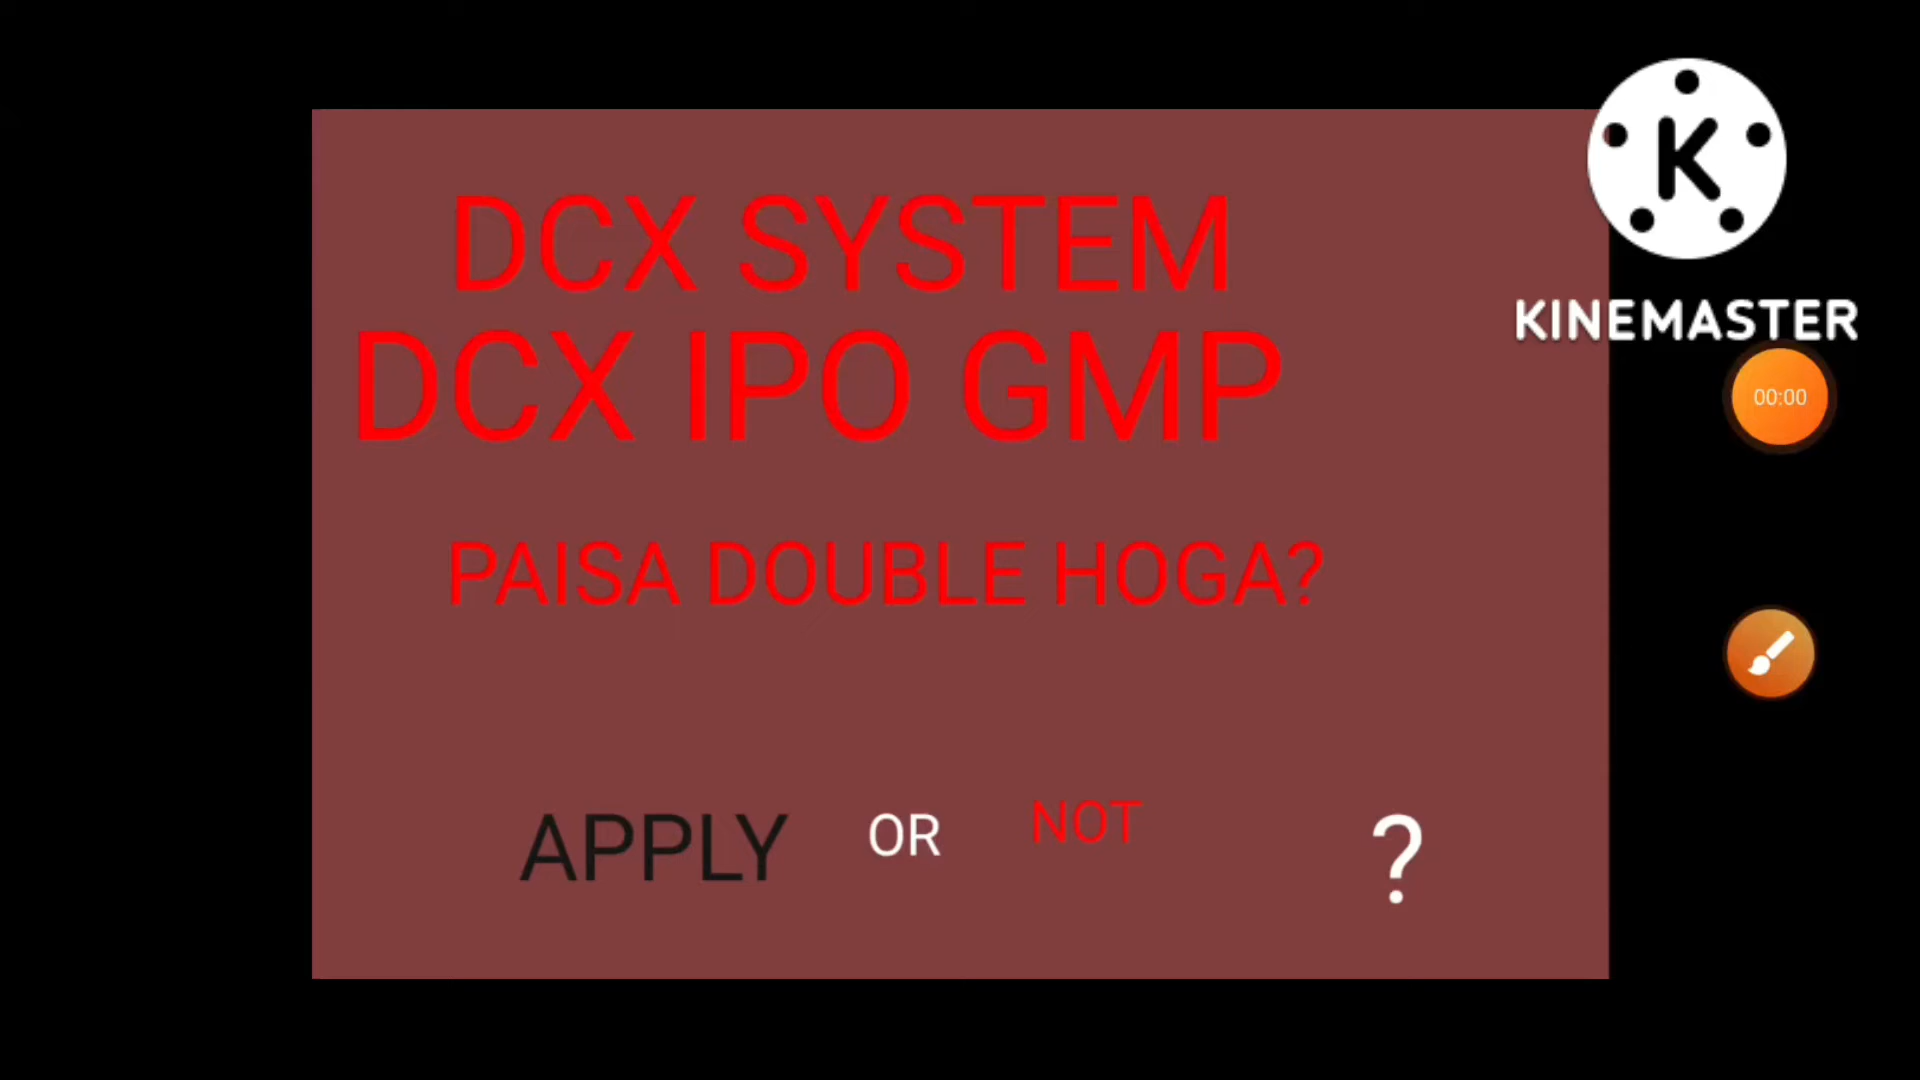 DCX SYSTEM
DCX IPO GMP
PAISA DOUBLE HOGA?
APPLY OR NOT ?
K
KINEMASTER
00:00